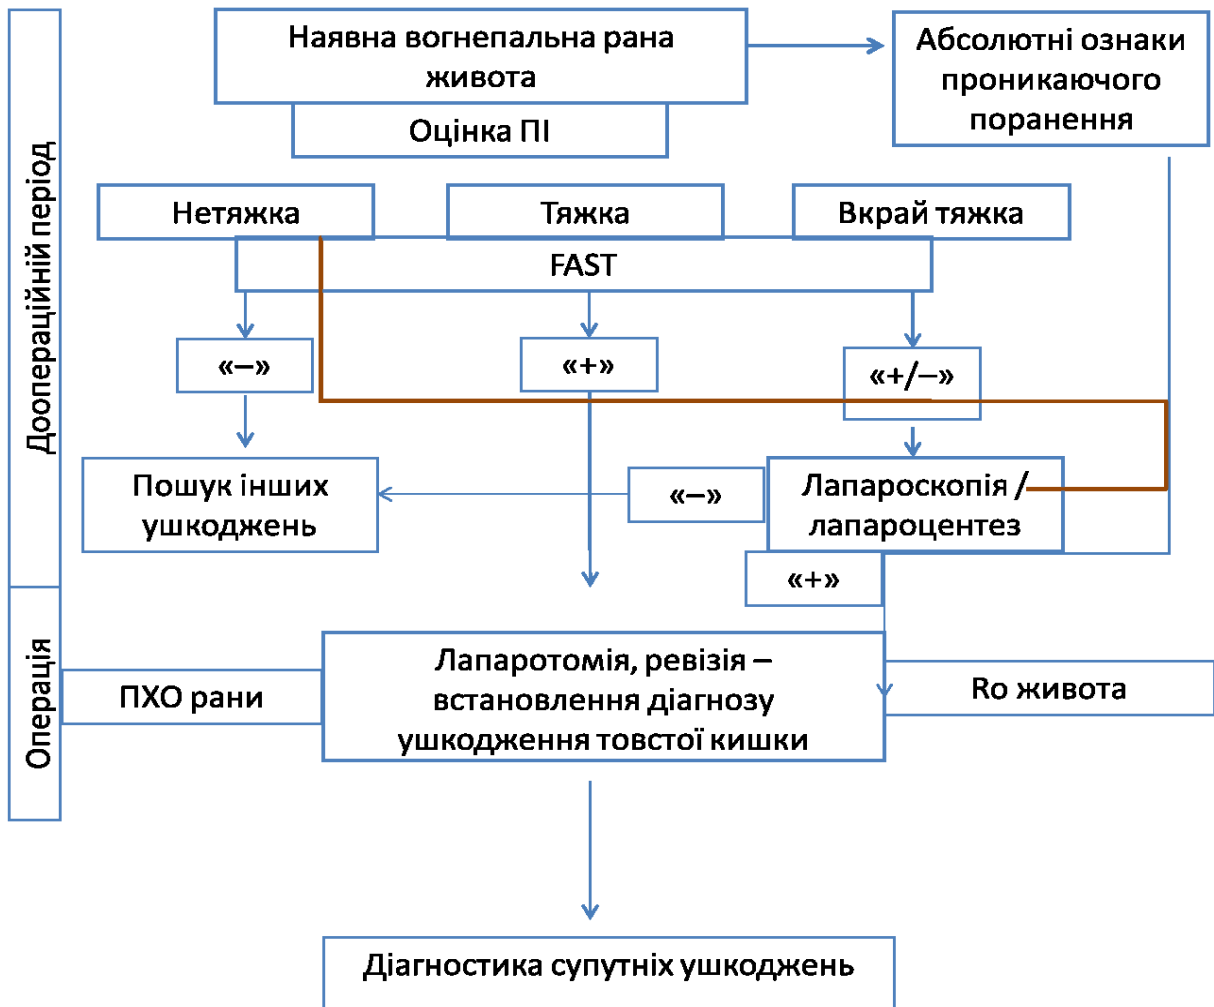 Наявна вогнепальна рана
живота
Абсолютні ознаки
проникаючого
поранення
Оцінка ПІ
Доопераційній період
Нетяжка
Тяжка
Вкрай тяжка
FAST
«–»
«+»
«+/–»
Пошук інших
ушкоджень
«–»
Лапароскопія /
лапароцентез
«+»
Операція
ПХО рани
Лапаротомія, ревізія –
встановлення діагнозу
ушкодження товстої кишки
Ro живота
Діагностика супутніх ушкоджень